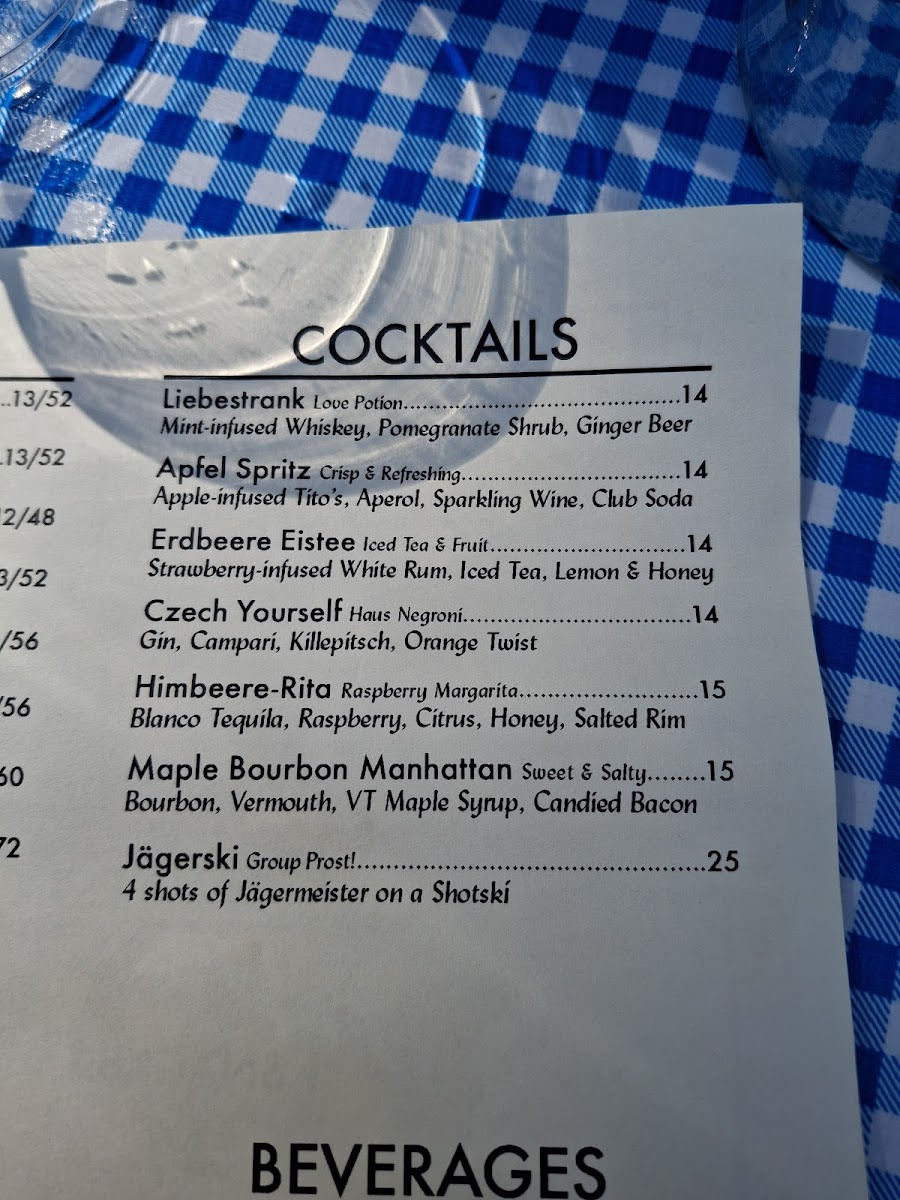 COCKTAILS
Liebestrank Love Potion.......................................14
Mint-infused Whiskey, Pomegranate Shrub, Ginger Beer
Apfel Spritz Crisp & Refreshing...............................14
Apple-infused Tito's, Aperol, Sparkling Wine, Club Soda
Erdbeere Eistee Iced Tea & Fruit............................14
Strawberry-infused White Rum, Iced Tea, Lemon & Honey
Czech Yourself Haus Negroni.................................14
Gin, Campari, Killepitsch, Orange Twist
Himbeere-Rita Raspberry Margarita.........................15
Blanco Tequila, Raspberry, Citrus, Honey, Salted Rim
Maple Bourbon Manhattan Sweet & Salty........15
Bourbon, Vermouth, VT Maple Syrup, Candied Bacon
Jägerski Group Prost!..................................................25
4 shots of Jägermeister on a Shotski
BEVERAGES
..13/52
.13/52
12/48
3/52
/56
/56
60
72